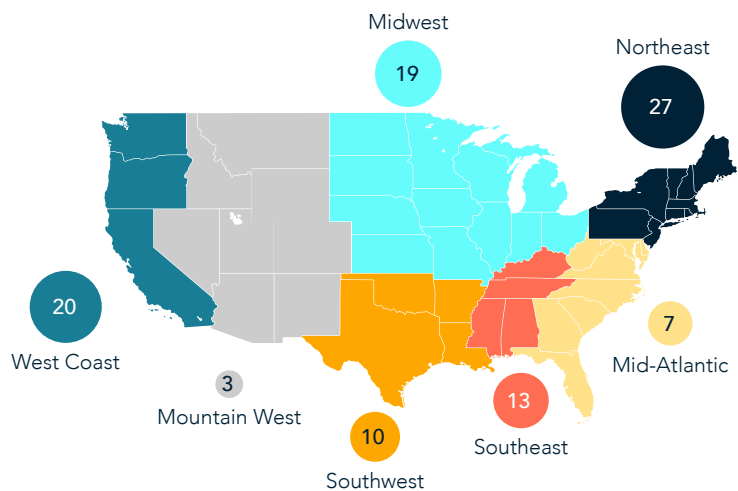 Midwest
19
Northeast
27
20
West Coast
7
Mid-Atlantic
3
Mountain West
13
Southeast
10
Southwest